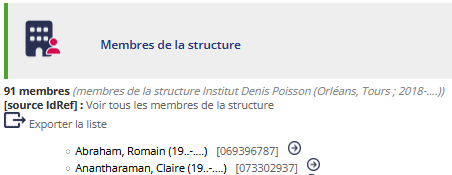 Membres de la structure
91 membres (membres de la structure Institut Denis Poisson (Orléans, Tours ; 2018-....))
[source IdRef] : Voir tous les membres de la structure
Exporter la liste
Abraham, Romain (19..-....) [069396787]
Anantharaman, Claire (19..-....) [073302937]